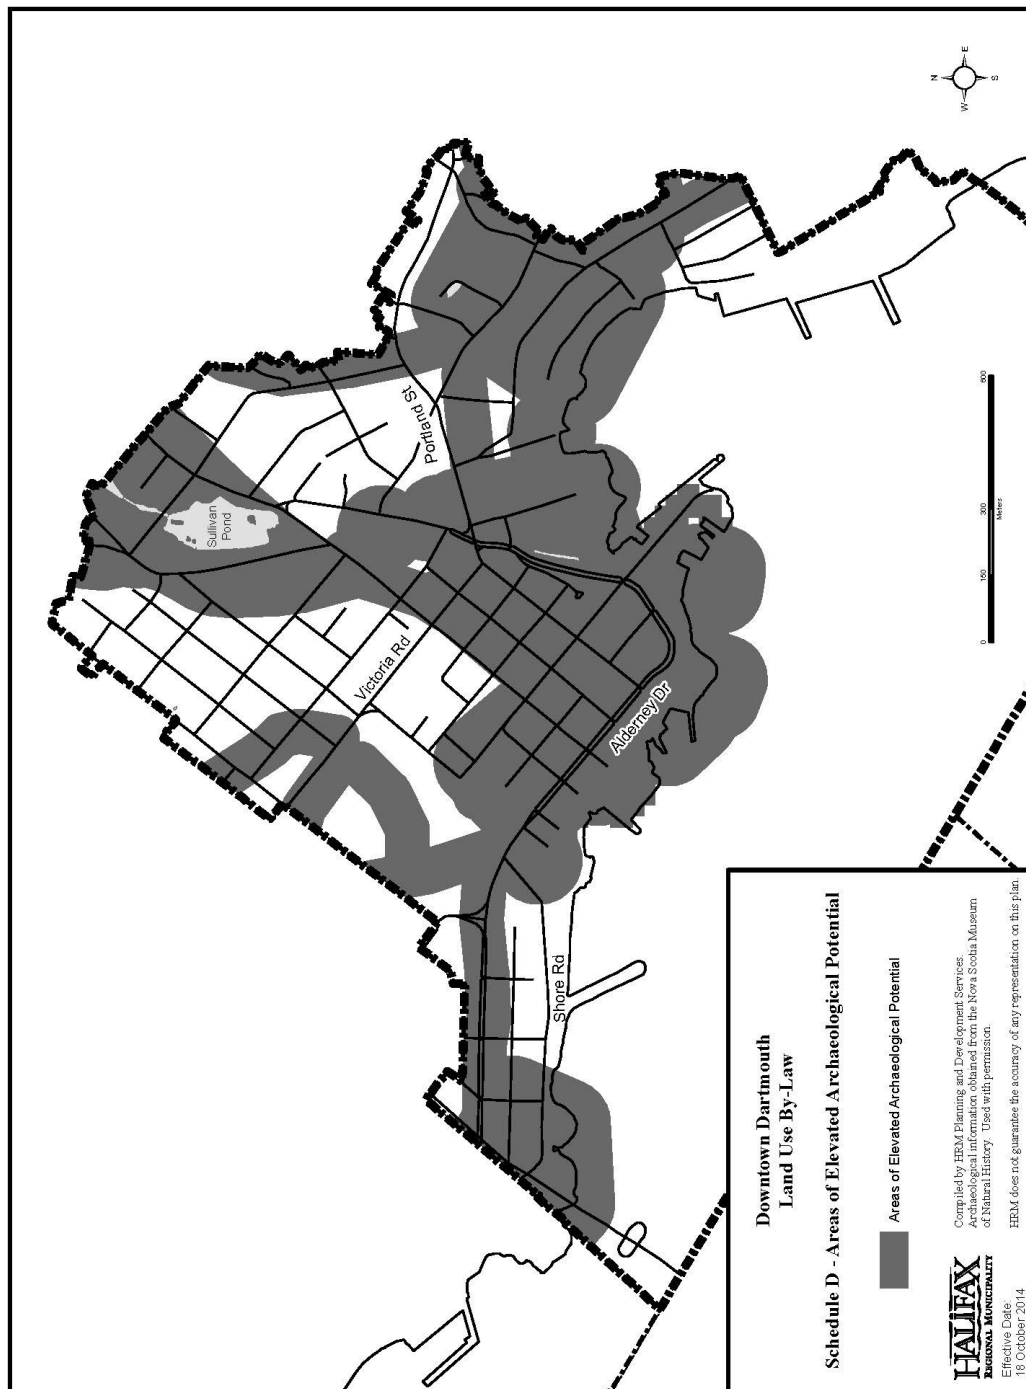 N
W
E
S
Sullivan
Pond
Portland St
Victoria Rd
Alderney Dr
Shore Rd
0
150
300
600
Meters
Downtown Dartmouth
Land Use By-Law
Schedule D - Areas of Elevated Archaeological Potential
Areas of Elevated Archaeological Potential
HALIFAX
REGIONAL MUNICIPALITY
Effective Date:
18 October 2014
Compiled by HRM Planning and Development Services.
Archaeological information obtained from the Nova Scotia Museum
of Natural History. Used with permission.
HRM does not guarantee the accuracy of any representation on this plan.